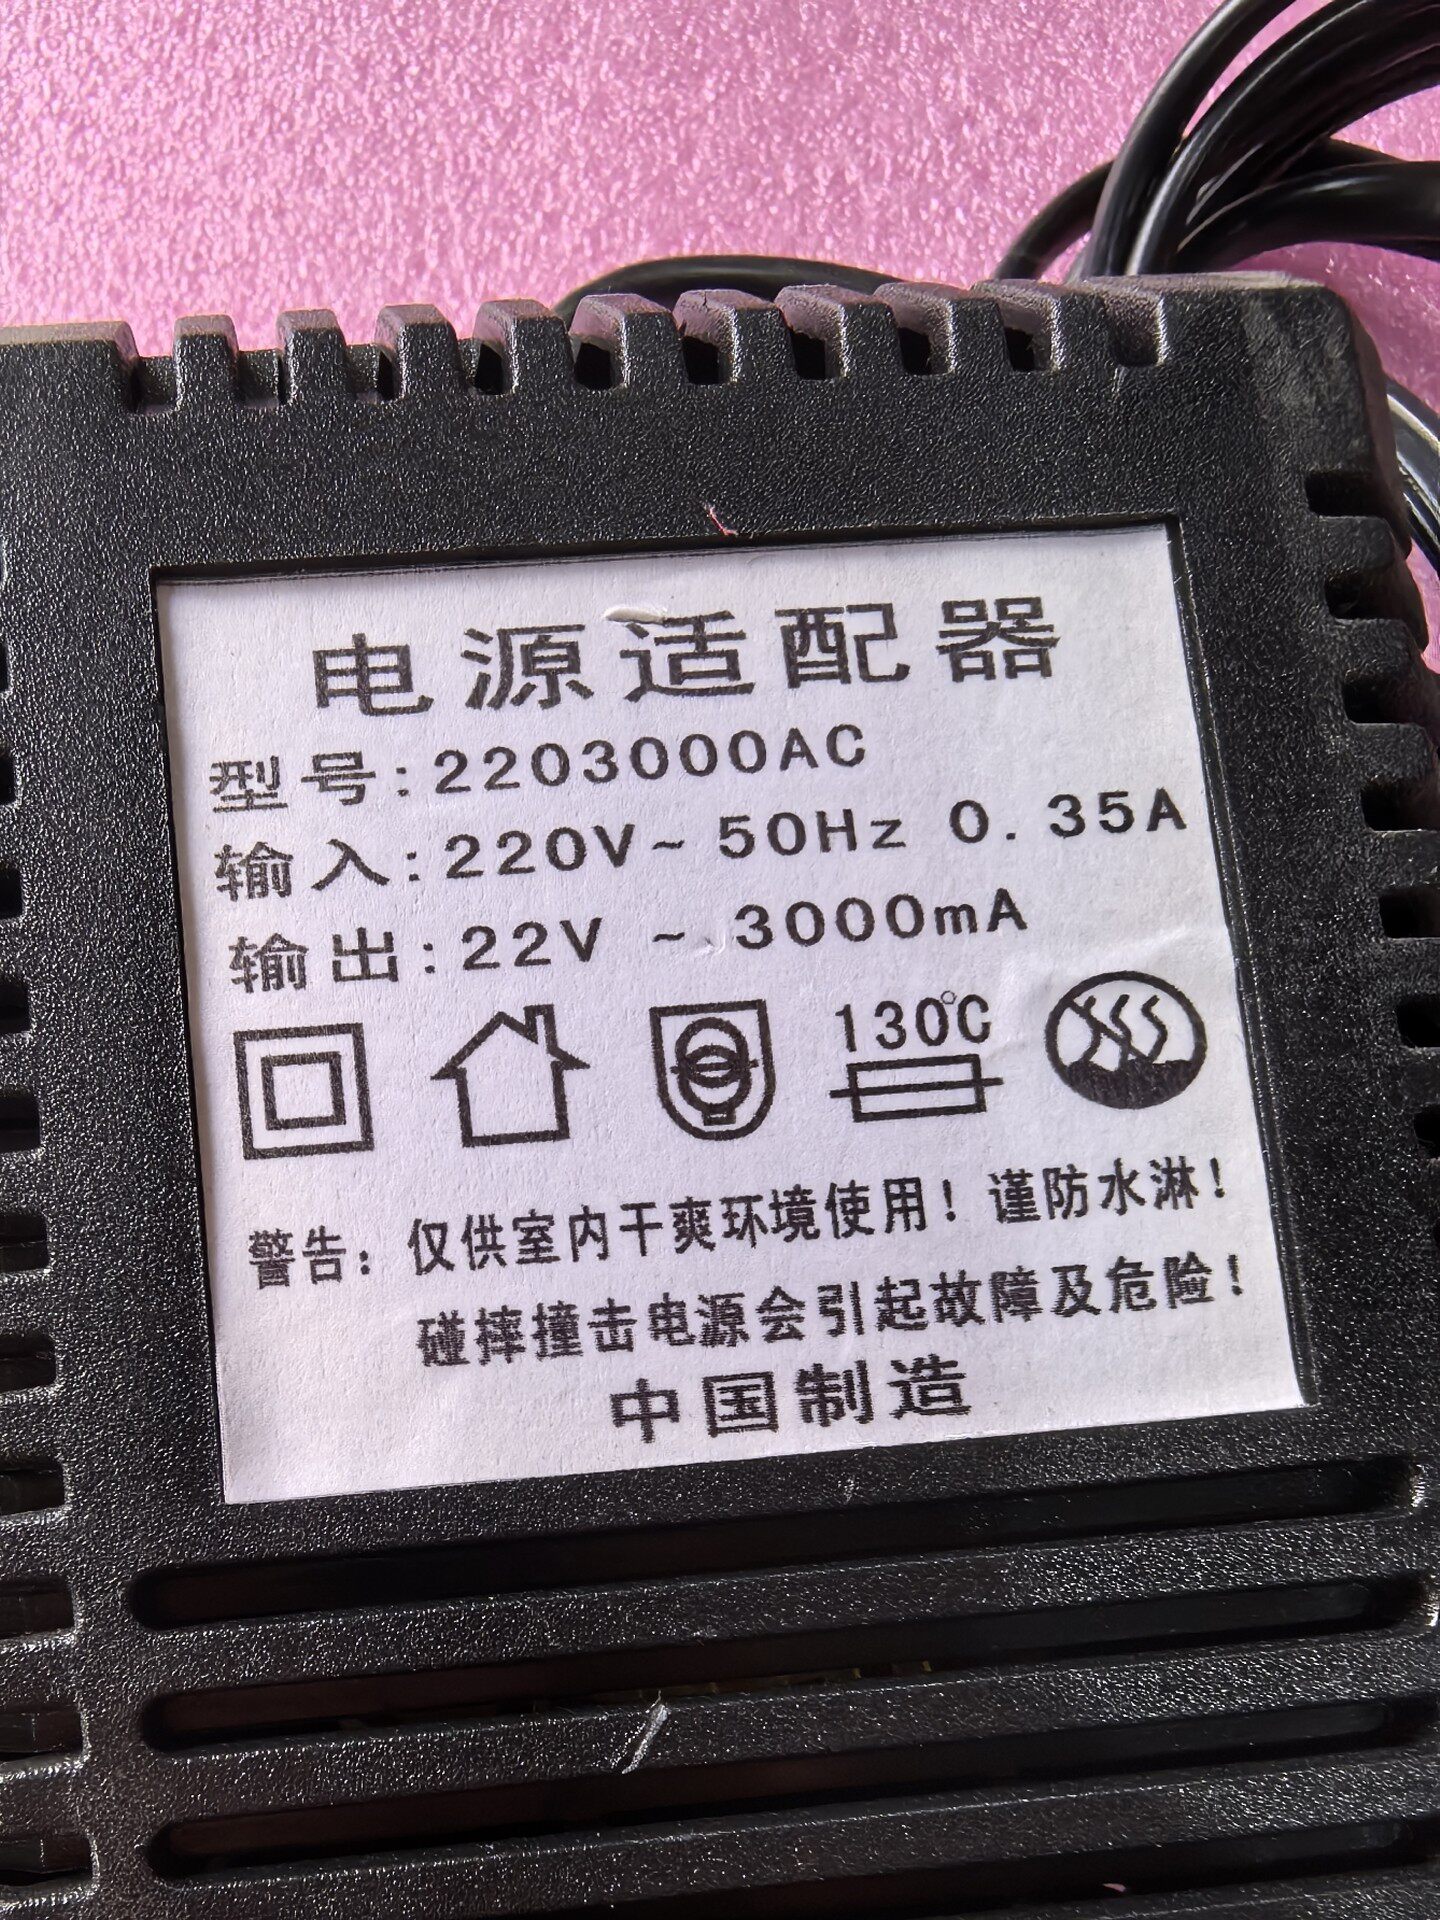 电源适配器
型号:2203000AC
输入:220V~ 50Hz 0.35A
输出:22V ~ 3000mA
130℃
警告：仅供室内干爽环境使用！谨防水淋！
碰摔撞击电源会引起故障及危险！
中国制造